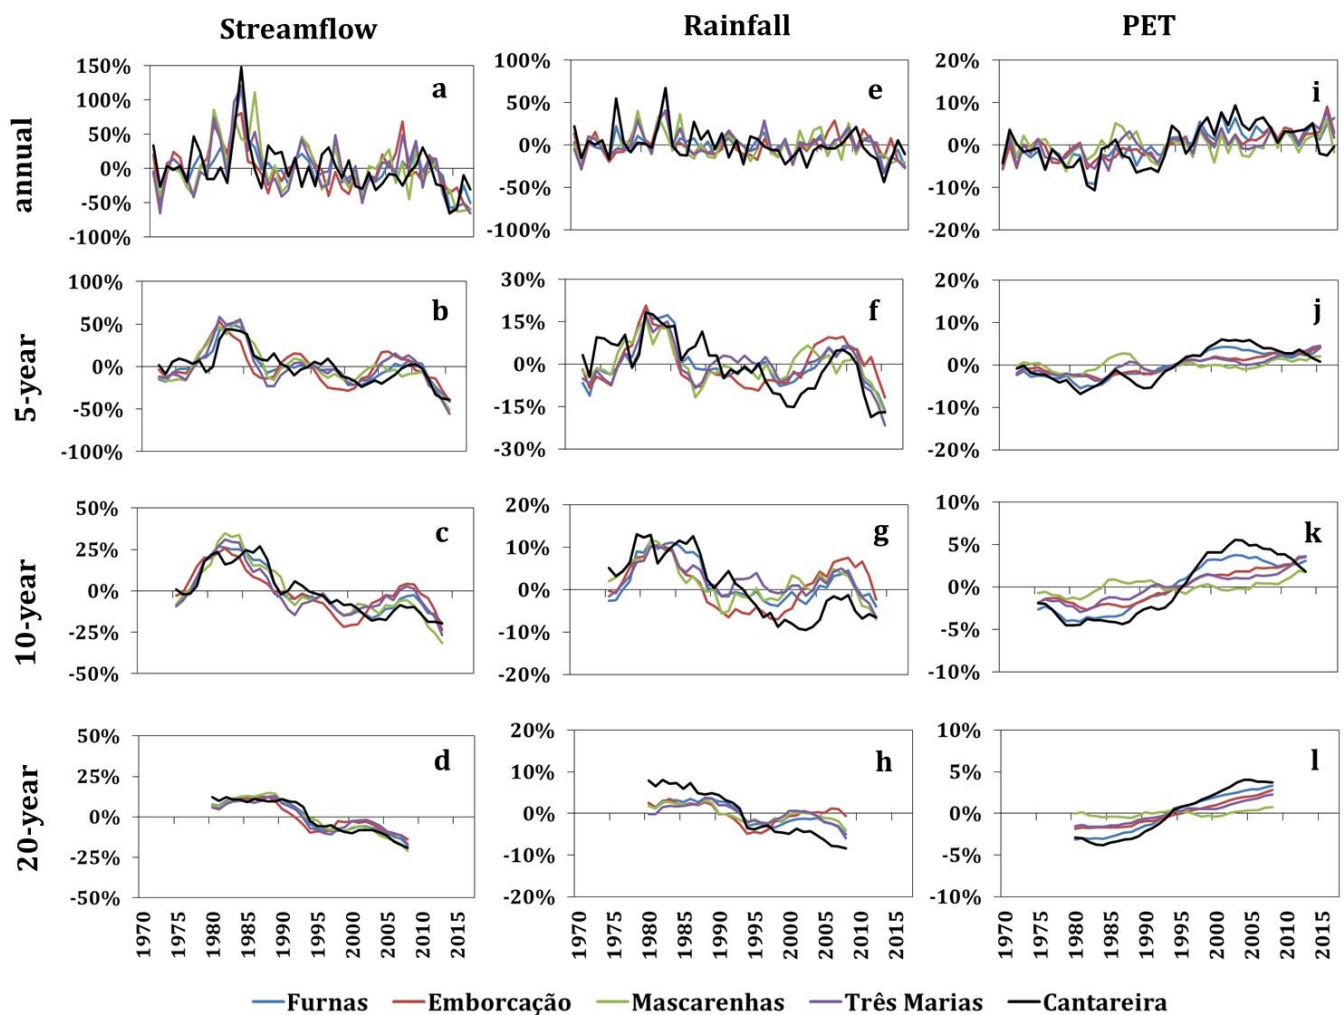 Streamflow Rainfall PET
annual
150%
100%
50%
0%
-50%
-100%
a
100%
50%
0%
-50%
-100%
e
20%
10%
0%
-10%
-20%
i
5-year
100%
50%
0%
-50%
-100%
b
30%
15%
0%
-15%
-30%
f
20%
10%
0%
-10%
-20%
j
10-year
50%
25%
0%
-25%
-50%
c
20%
10%
0%
-10%
-20%
g
10%
5%
0%
-5%
-10%
k
20-year
50%
25%
0%
-25%
-50%
d
20%
10%
0%
-10%
-20%
h
10%
5%
0%
-5%
-10%
l
1970 1975 1980 1985 1990 1995 2000 2005 2010 2015
1970 1975 1980 1985 1990 1995 2000 2005 2010 2015
1970 1975 1980 1985 1990 1995 2000 2005 2010 2015
Furnas Emborcação Mascarenhas Três Marias Cantareira